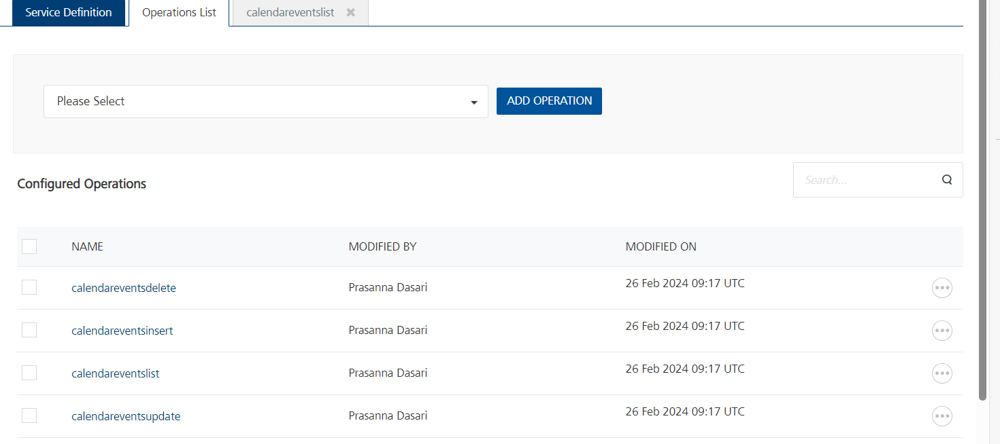 Service Definition Operations List calendareventslist
Please Select ADD OPERATION
Configured Operations Search...
NAME MODIFIED BY MODIFIED ON
calendareventsdelete Prasanna Dasari 26 Feb 2024 09:17 UTC
calendareventsinsert Prasanna Dasari 26 Feb 2024 09:17 UTC
calendareventslist Prasanna Dasari 26 Feb 2024 09:17 UTC
calendareventsupdate Prasanna Dasari 26 Feb 2024 09:17 UTC